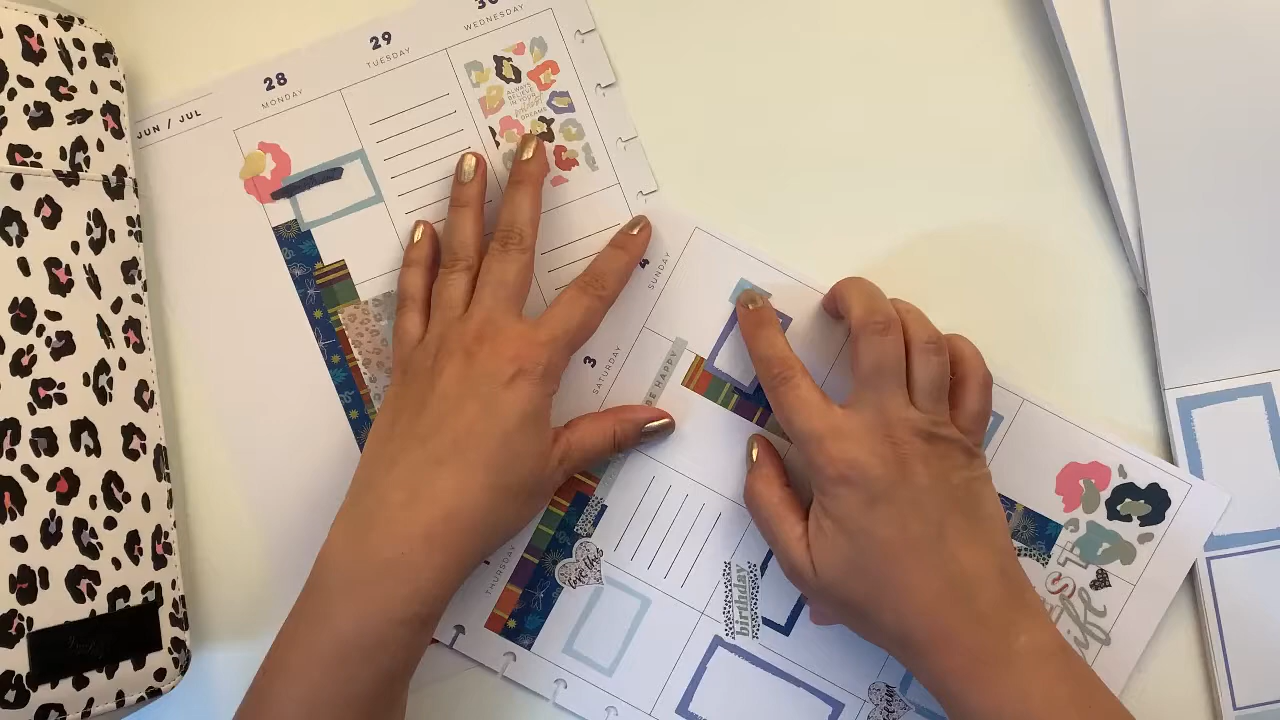 JUN / JUL
28
MONDAY
29
TUESDAY
30
WEDNESDAY
ALWAYS
BELIEVE
IN YOUR
DREAMS
4
SUNDAY
3
SATURDAY
BE HAPPY
THURSDAY
birthday
life